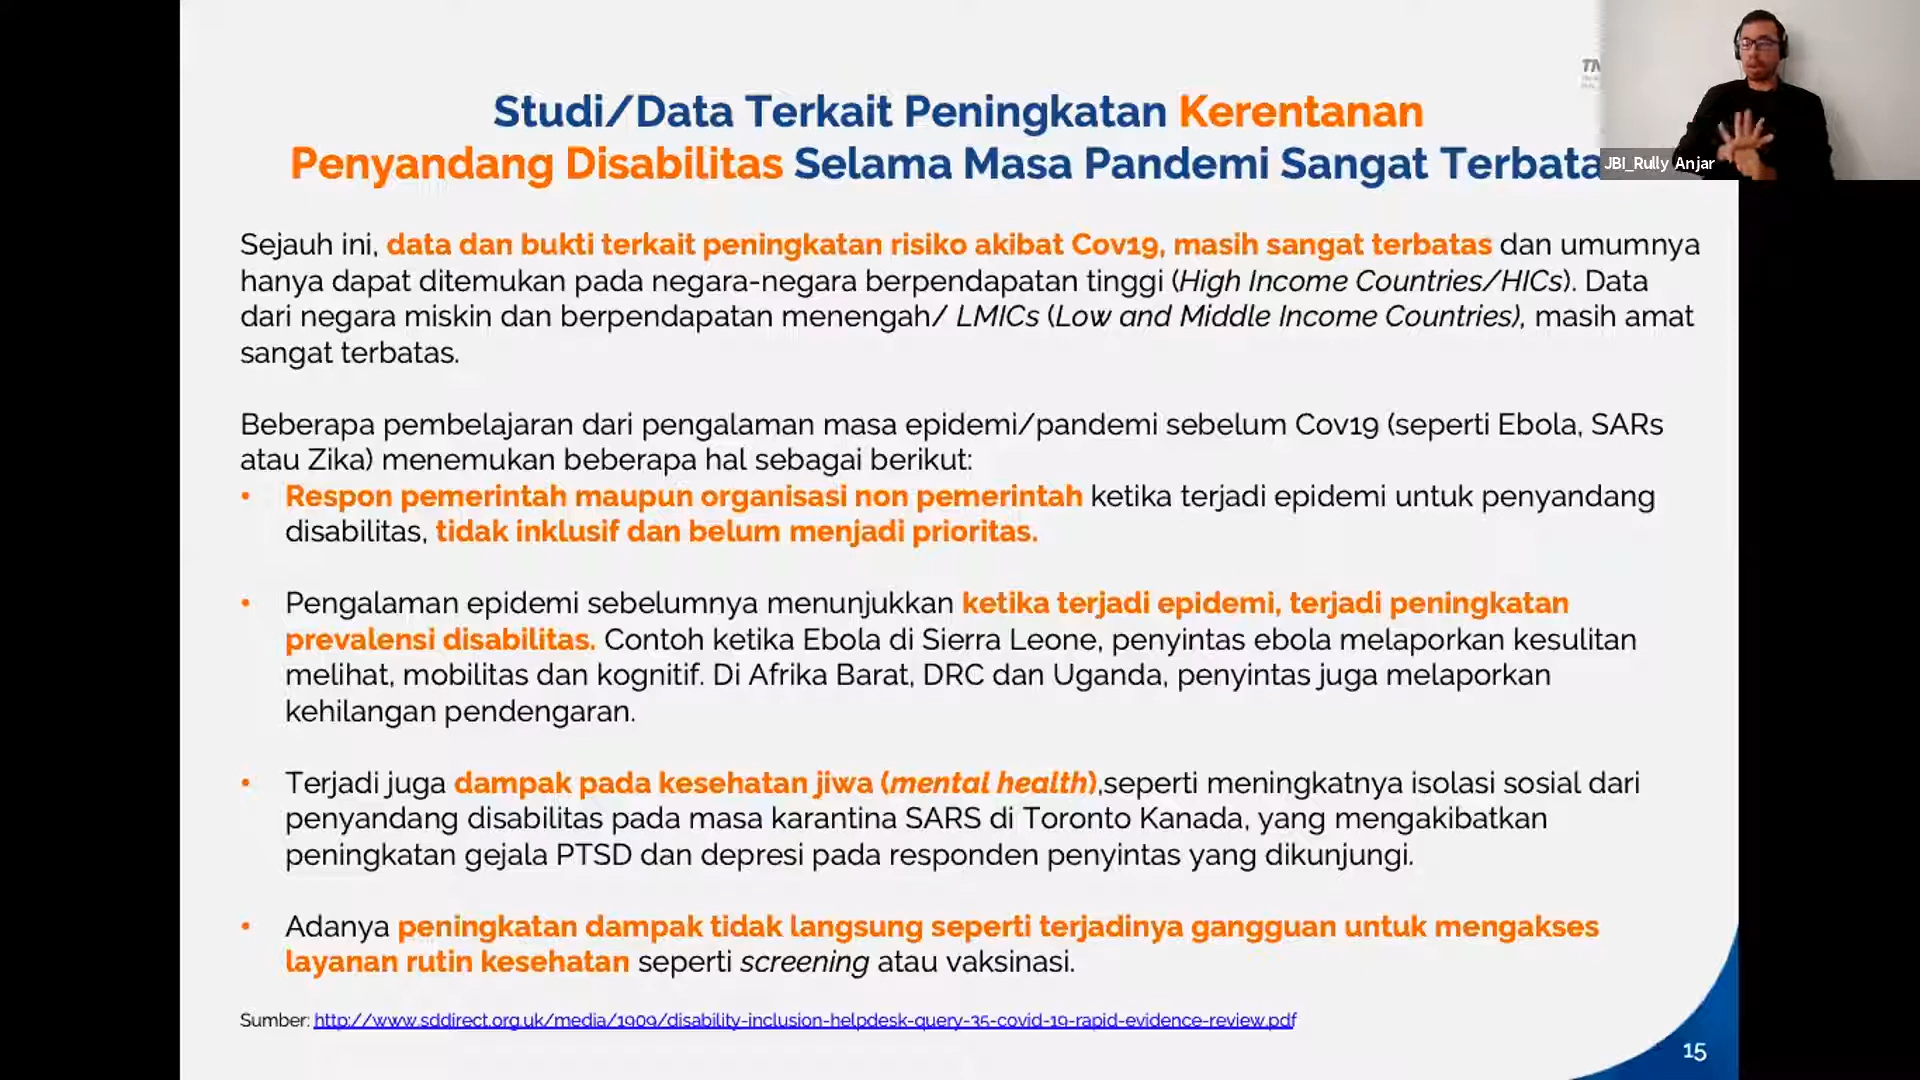 Studi/Data Terkait Peningkatan Kerentanan
Penyandang Disabilitas Selama Masa Pandemi Sangat
JBI_Rully Anjar
Sejauh ini, data dan bukti terkait peningkatan risiko akibat Cov19, masih sangat terbatas dan umumnya
hanya dapat ditemukan pada negara-negara berpendapatan tinggi (High Income Countries/HICs). Data
dari negara miskin dan berpendapatan menengah/ LMICs (Low and Middle Income Countries), masih amat
sangat terbatas.
Beberapa pembelajaran dari pengalaman masa epidemi/pandemi sebelum Cov19 (seperti Ebola, SARs
atau Zika) menemukan beberapa hal sebagai berikut:
• Respon pemerintah maupun organisasi non pemerintah ketika terjadi epidemi untuk penyandang
disabilitas, tidak inklusif dan belum menjadi prioritas.
• Pengalaman epidemi sebelumnya menunjukkan ketika terjadi epidemi, terjadi peningkatan
prevalensi disabilitas. Contoh ketika Ebola di Sierra Leone, penyintas ebola melaporkan kesulitan
melihat, mobilitas dan kognitif. Di Afrika Barat, DRC dan Uganda, penyintas juga melaporkan
kehilangan pendengaran.
• Terjadi juga dampak pada kesehatan jiwa (mental health),seperti meningkatnya isolasi sosial dari
penyandang disabilitas pada masa karantina SARS di Toronto Kanada, yang mengakibatkan
peningkatan gejala PTSD dan depresi pada responden penyintas yang dikunjungi.
• Adanya peningkatan dampak tidak langsung seperti terjadinya gangguan untuk mengakses
layanan rutin kesehatan seperti screening atau vaksinasi.
Sumber: http://www.sddirect.org.uk/media/1909/disability-inclusion-helpdesk-query-35-covid-19-rapid-evidence-review.pdf
15